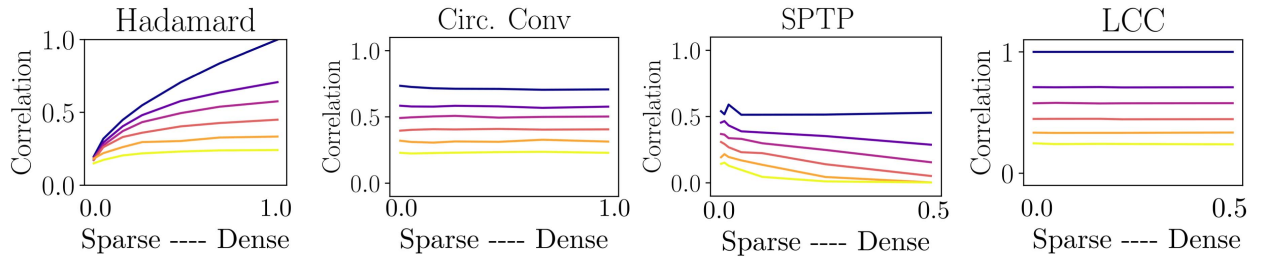 Hadamard
Correlation
1.0
0.5
0.0
0.0 1.0
Sparse ---- Dense
Circ. Conv
Correlation
1.0
0.5
0.0
0.0 1.0
Sparse ---- Dense
SPTP
Correlation
1.0
0.5
0.0
0.0 0.5
Sparse ---- Dense
LCC
Correlation
1
0
0.0 0.5
Sparse ---- Dense